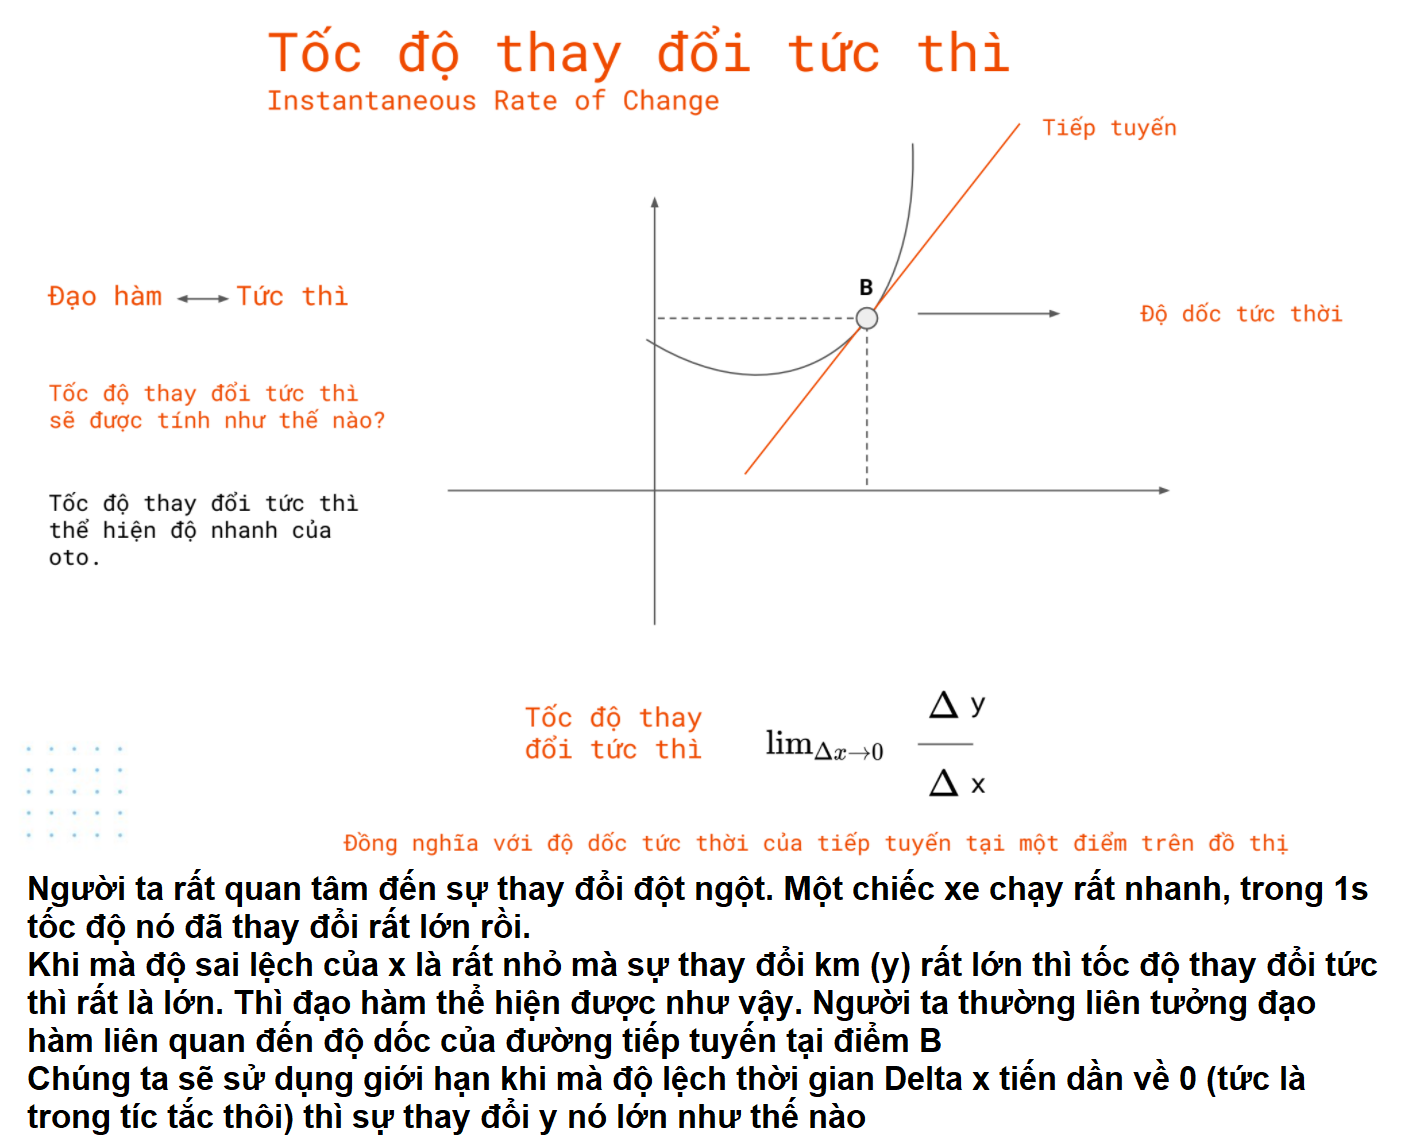 Tốc độ thay đổi tức thì
Instantaneous Rate of Change
Tiếp tuyến
B
Đạo hàm Tức thì
Độ dốc tức thời
Tốc độ thay đổi tức thì
sẽ được tính như thế nào?
Tốc độ thay đổi tức thì
thể hiện độ nhanh của
oto.
Tốc độ thay
đổi tức thì
lim Δx→0
Δ y
Δ x
Đồng nghĩa với độ dốc tức thời của tiếp tuyến tại một điểm trên đồ thị
Người ta rất quan tâm đến sự thay đổi đột ngột. Một chiếc xe chạy rất nhanh, trong 1s
tốc độ nó đã thay đổi rất lớn rồi.
Khi mà độ sai lệch của x là rất nhỏ mà sự thay đổi km (y) rất lớn thì tốc độ thay đổi tức
thì rất là lớn. Thì đạo hàm thể hiện được như vậy. Người ta thường liên tưởng đạo
hàm liên quan đến độ dốc của đường tiếp tuyến tại điểm B
Chúng ta sẽ sử dụng giới hạn khi mà độ lệch thời gian Delta x tiến dần về 0 (tức là
trong tíc tắc thôi) thì sự thay đổi y nó lớn như thế nào